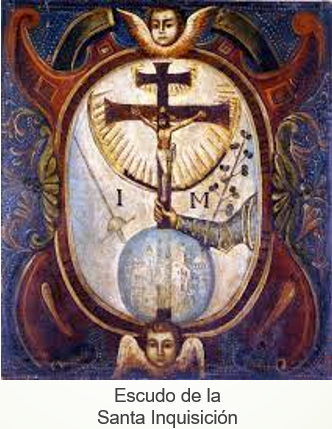 I M
Escudo de la
Santa Inquisición